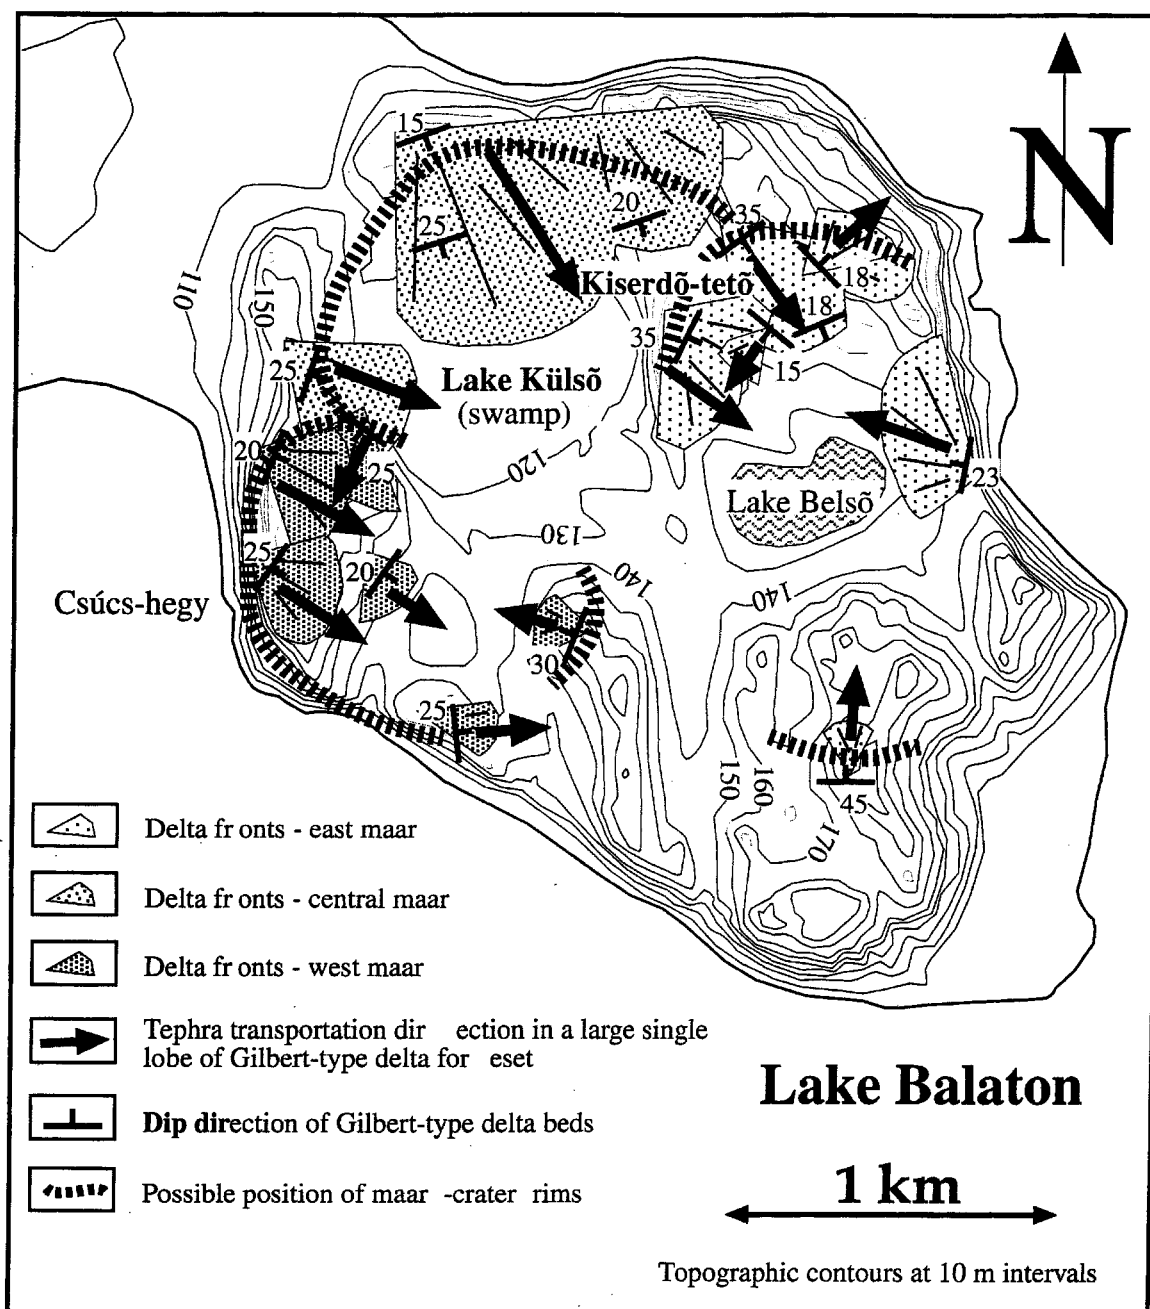 N
15
110
150
25
20
35
Kiserdõ-tetõ
18
18
35
15
25
Lake Külsõ
(swamp)
20
25
120
Lake Belsõ
23
130
140
140
25
20
Csúcs-hegy
30
25
150
160
45
170
Delta fr onts - east maar
Delta fr onts - central maar
Delta fr onts - west maar
Tephra transportation dir ection in a large single
lobe of Gilbert-type delta for eset
Dip direction of Gilbert-type delta beds
Possible position of maar -crater rims
Lake Balaton
1 km
Topographic contours at 10 m intervals